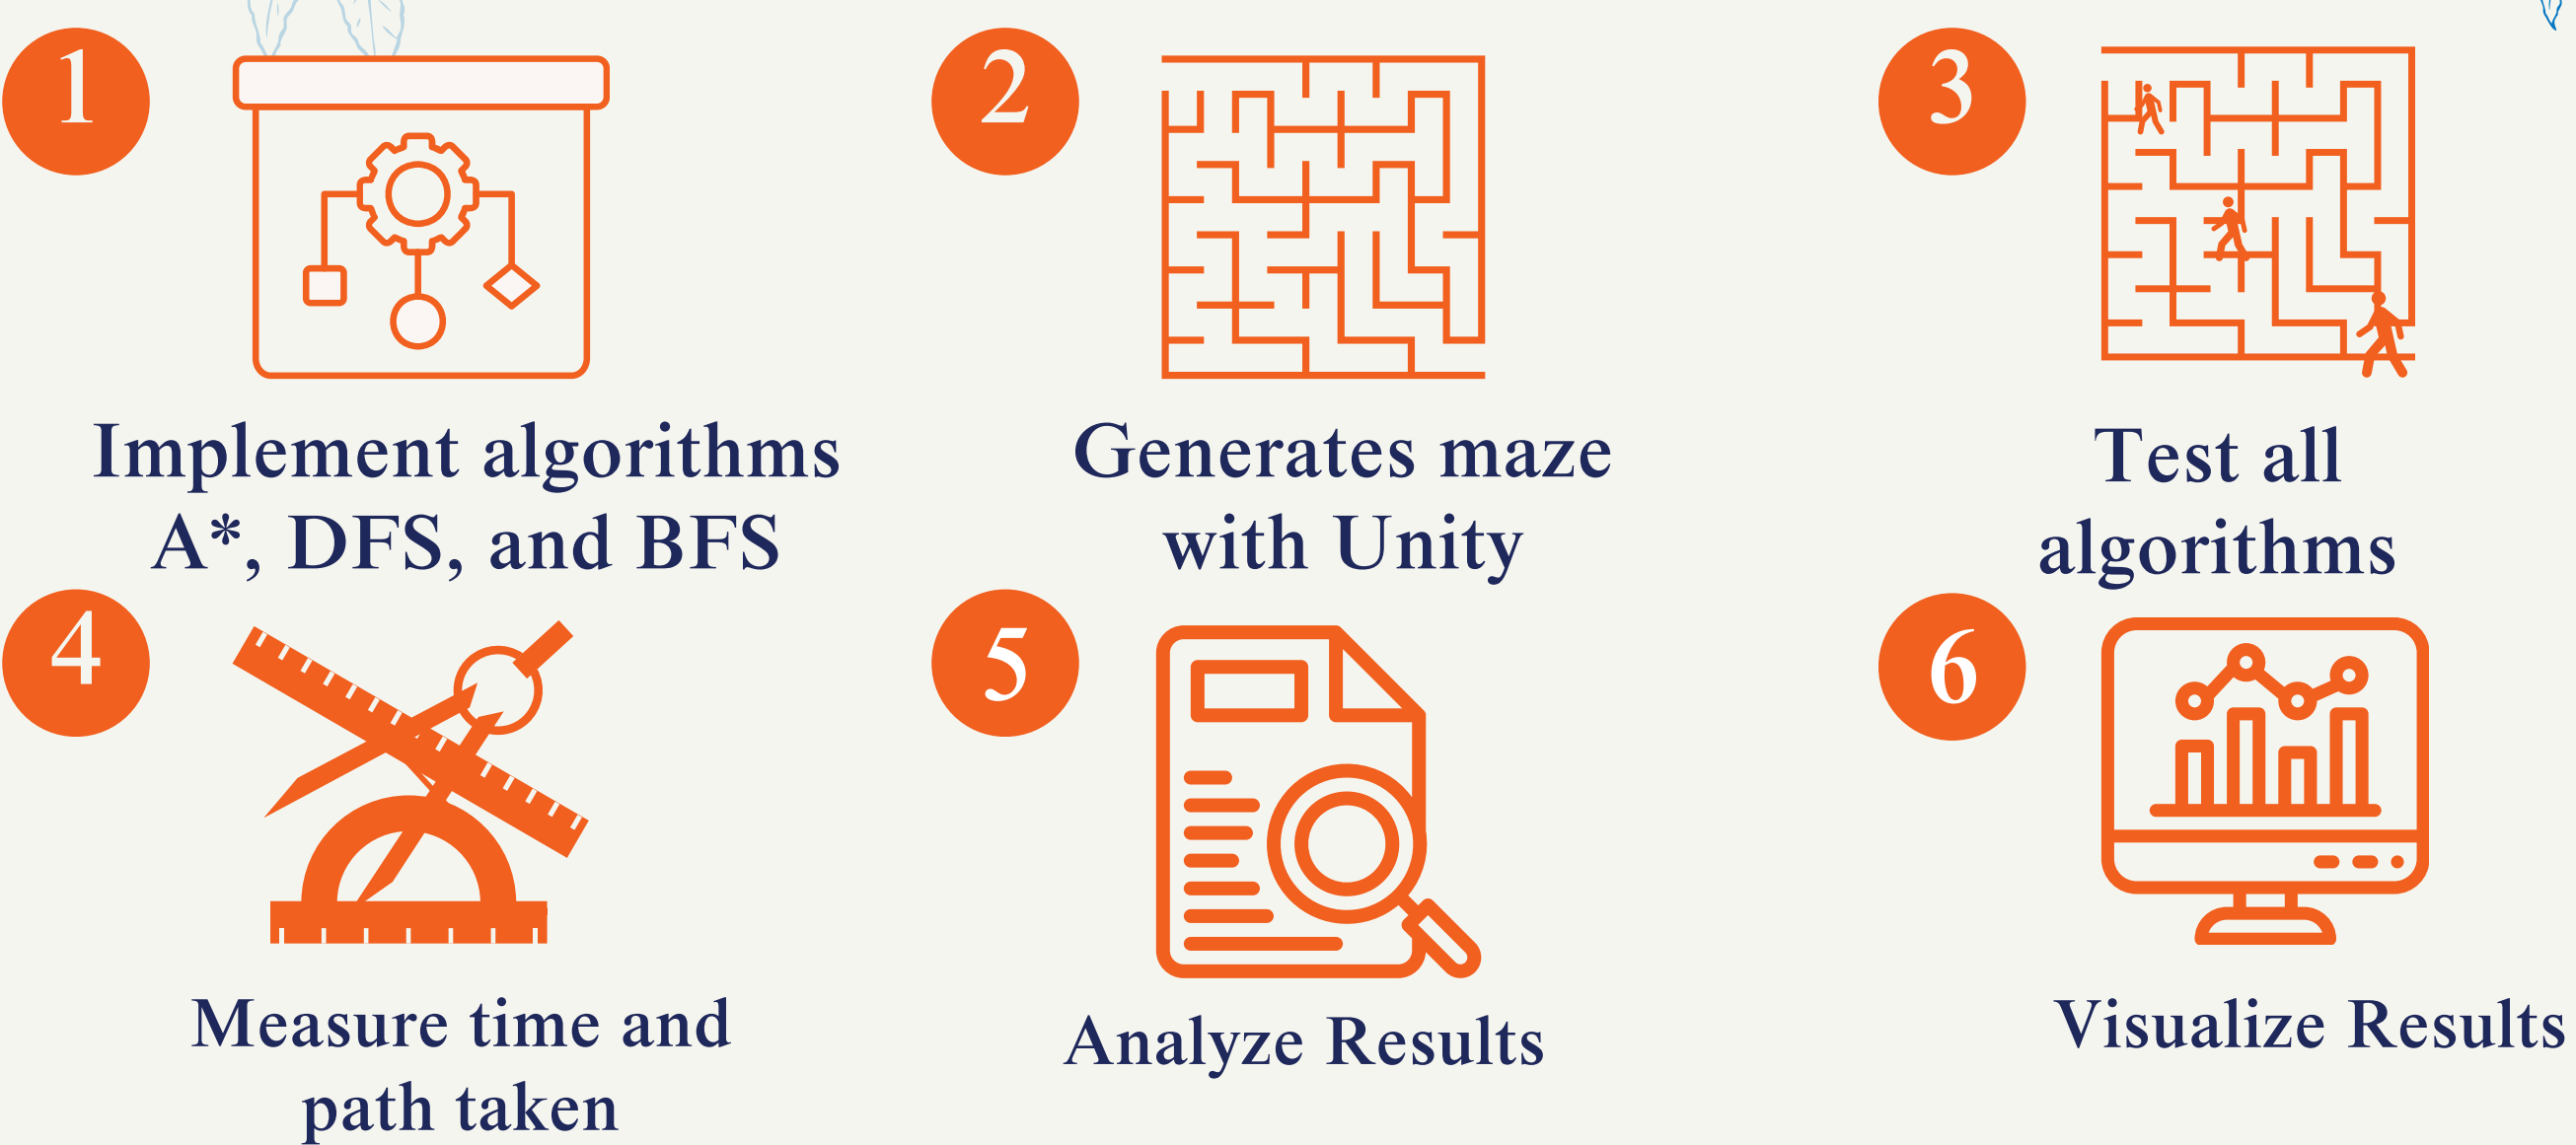 1
Implement algorithms
A*, DFS, and BFS
2
Generates maze
with Unity
3
Test all
algorithms
4
Measure time and
path taken
5
Analyze Results
6
Visualize Results